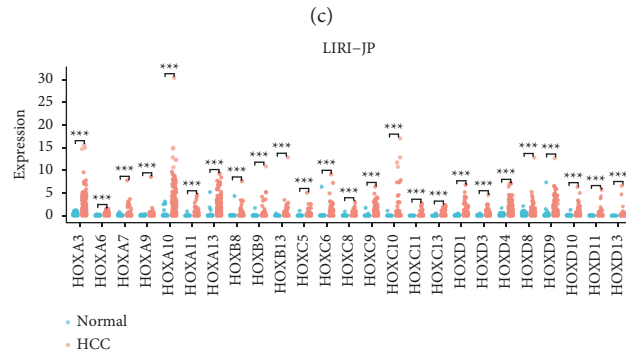 (c)
LIRI–JP
Expression
30
25
20
15
10
5
0
*** *** *** *** *** *** *** *** *** *** *** *** *** *** *** *** *** *** *** *** *** *** *** ***
HOXA3 HOXA6 HOXA7 HOXA9 HOXA10 HOXA11 HOXA13 HOXB8 HOXB9 HOXB13 HOXC5 HOXC6 HOXC8 HOXC9 HOXC10 HOXC11 HOXC13 HOXD1 HOXD3 HOXD4 HOXD8 HOXD9 HOXD10 HOXD11 HOXD13
Normal
HCC